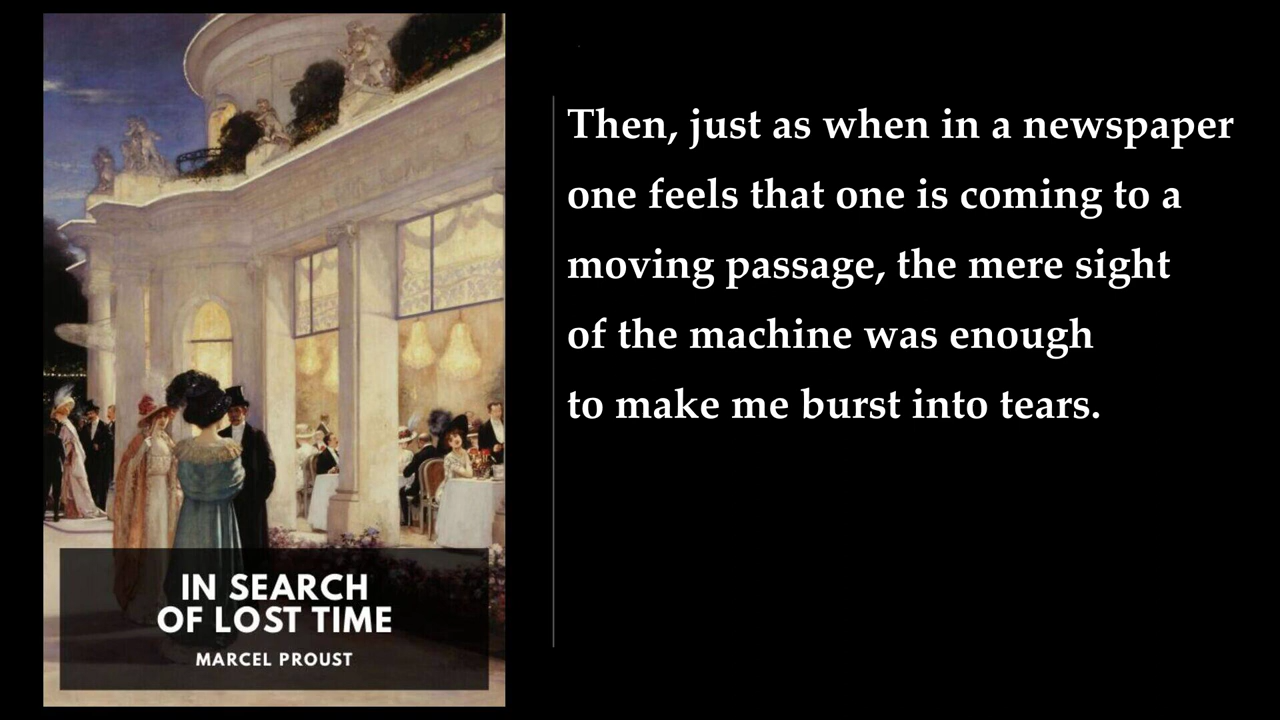 IN SEARCH
OF LOST TIME
MARCEL PROUST
Then, just as when in a newspaper
one feels that one is coming to a
moving passage, the mere sight
of the machine was enough
to make me burst into tears.